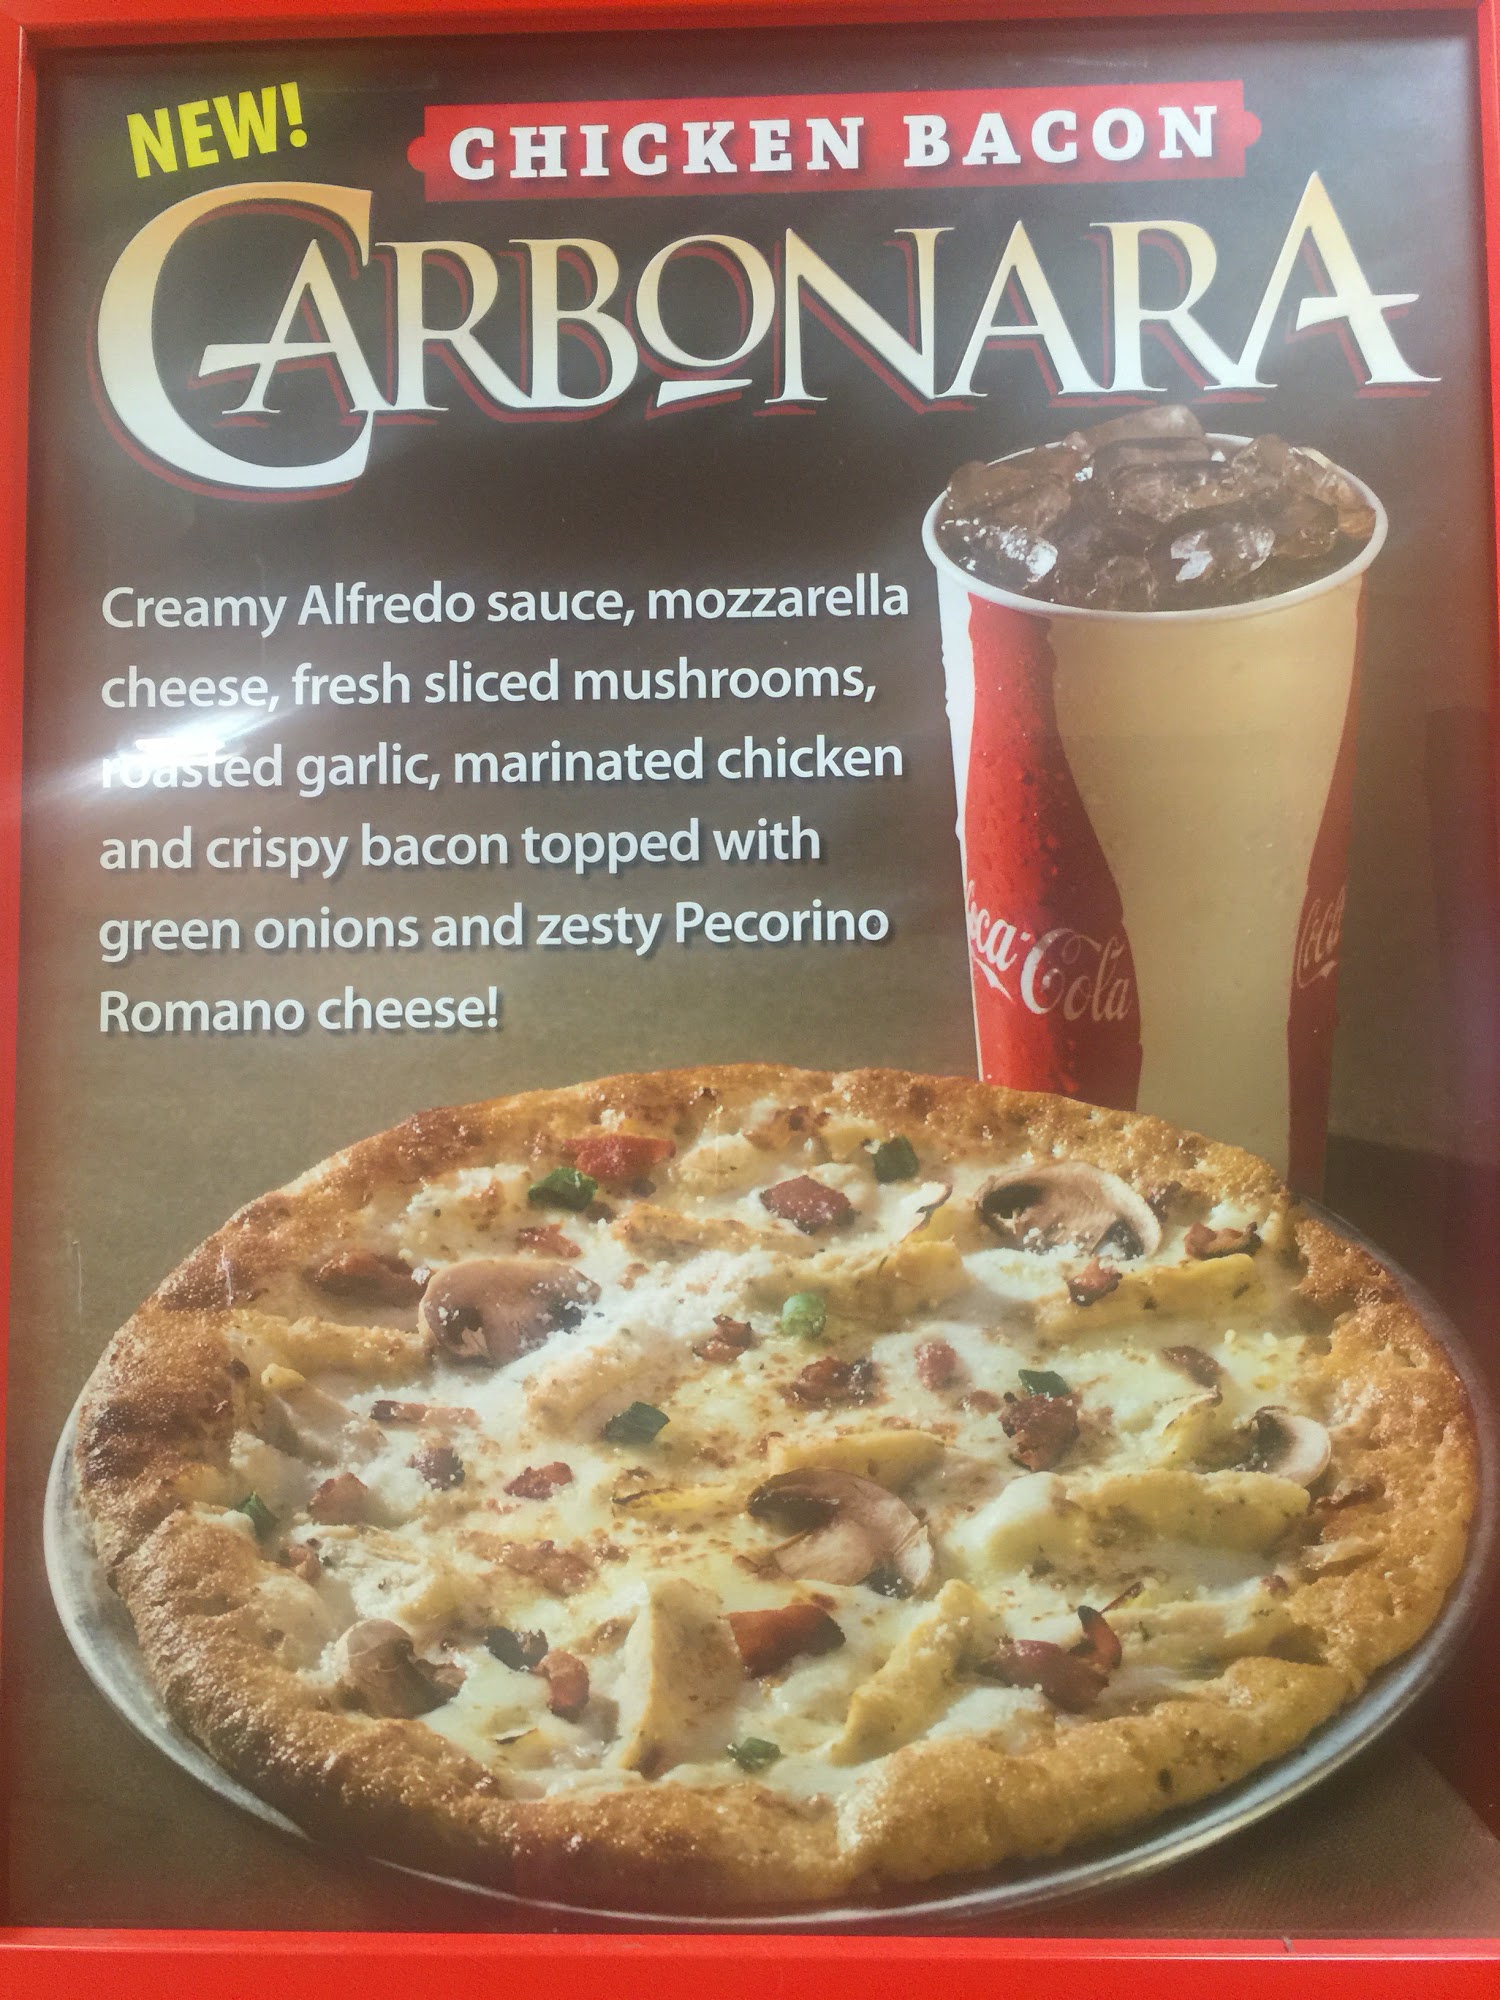 NEW!
CHICKEN BACON
CARBONARA
Creamy Alfredo sauce, mozzarella
cheese, fresh sliced mushrooms,
roasted garlic, marinated chicken
and crispy bacon topped with
green onions and zesty Pecorino
Romano cheese!
Coca-Cola
Coca